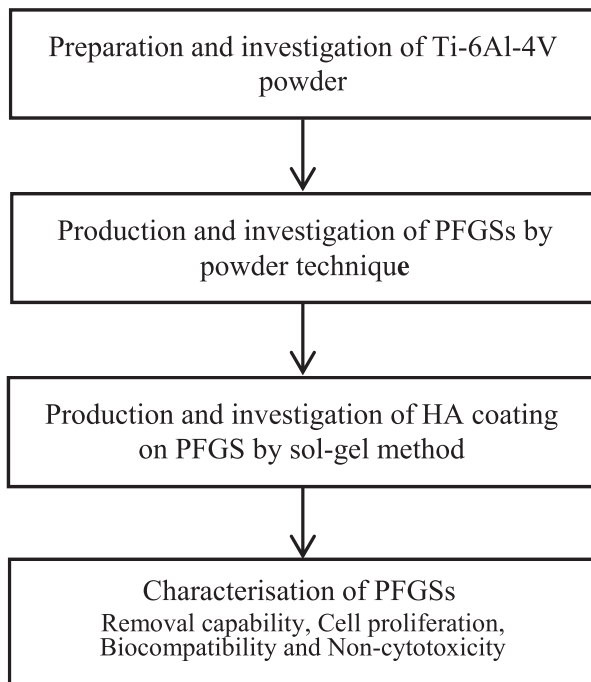 Preparation and investigation of Ti-6Al-4V
powder
Production and investigation of PFGSs by
powder technique
Production and investigation of HA coating
on PFGS by sol-gel method
Characterisation of PFGSs
Removal capability, Cell proliferation,
Biocompatibility and Non-cytotoxicity